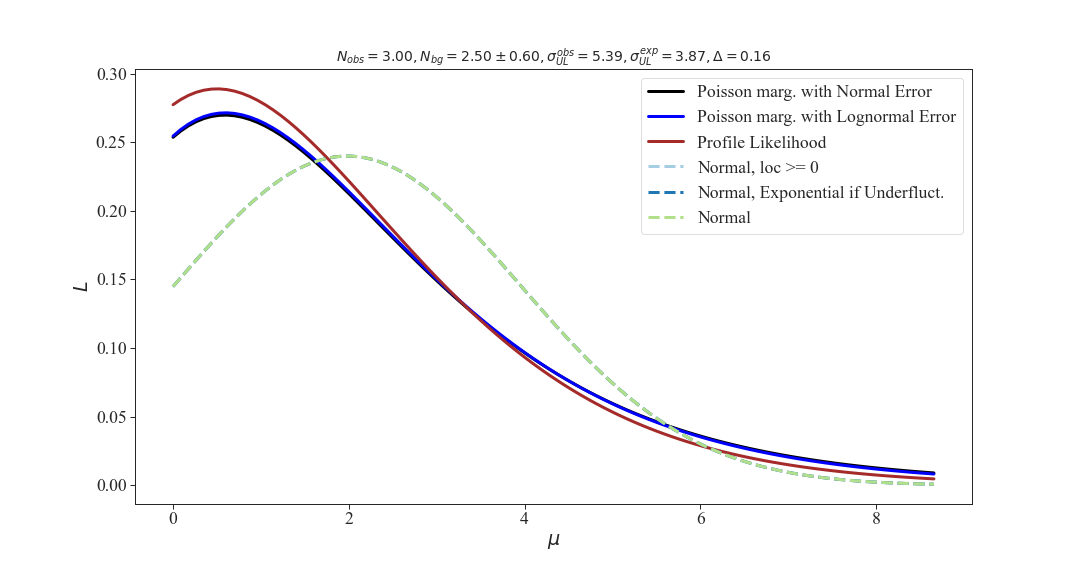 N_obs = 3.00, N_bg = 2.50 ± 0.60, σ_UL^obs = 5.39, σ_UL^exp = 3.87, Δ = 0.16
0.30
0.25
0.20
0.15
0.10
0.05
0.00
L
Poisson marg. with Normal Error
Poisson marg. with Lognormal Error
Profile Likelihood
Normal, loc >= 0
Normal, Exponential if Underfluct.
Normal
0 2 4 6 8
μ